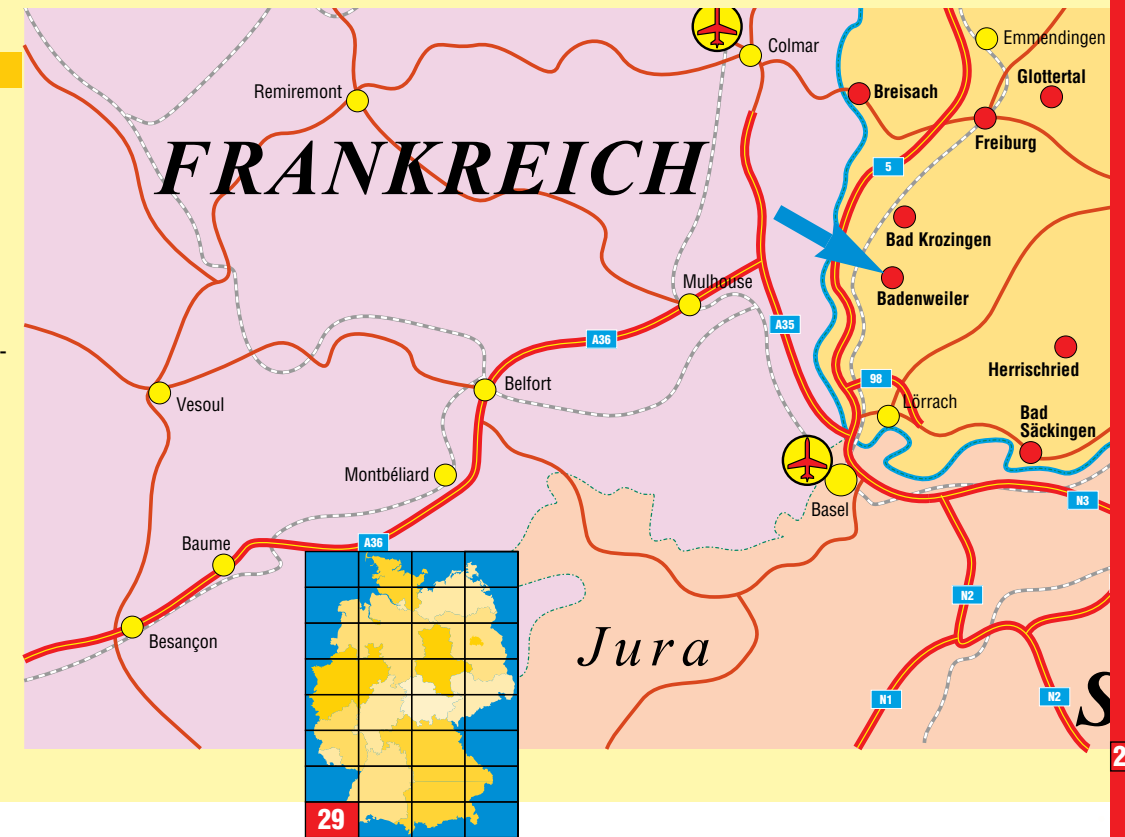 Emmendingen
Colmar
Glottertal
Remiremont
Breisach
Freiburg
FRANKREICH
5
Bad Krozingen
Mulhouse
Badenweiler
A35
A36
-
Herrischried
98
Belfort
Lörrach
Vesoul
Bad
Säckingen
Montbéliard
Basel
N3
Baume
A36
N2
Besançon
Jura
N1
N2
S
2
29